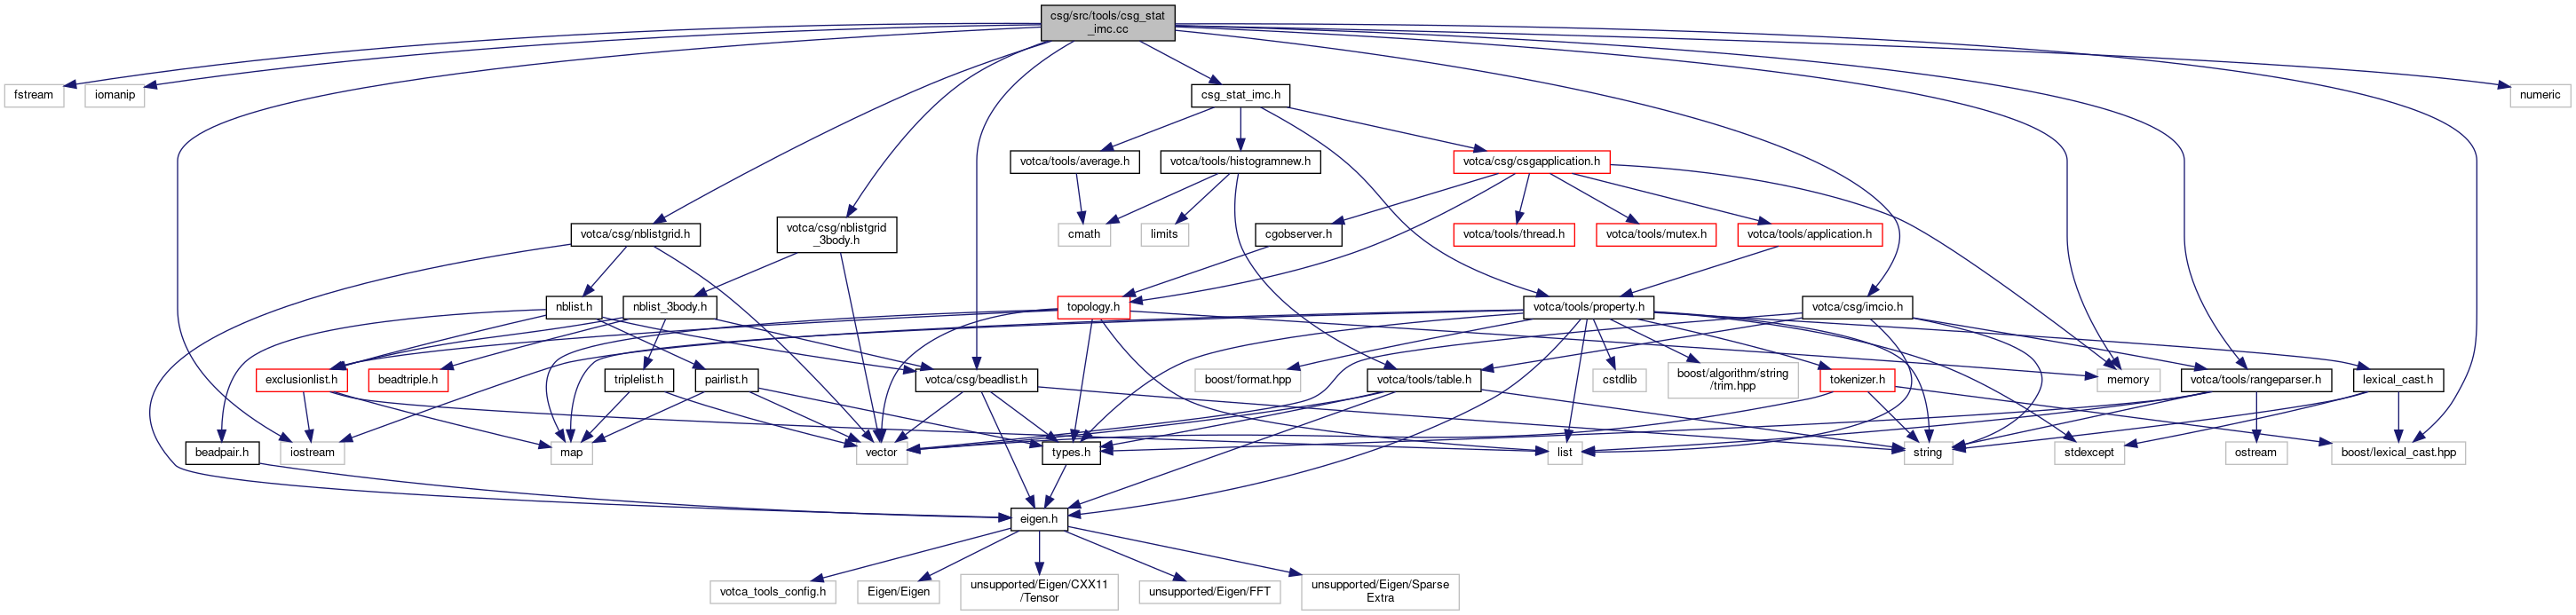 csg/src/tools/csg_stat
_imc.cc
fstream
iomanip
csg_stat_imc.h
numeric
votca/tools/average.h
votca/tools/histogramnew.h
votca/csg/csgapplication.h
votca/csg/nblistgrid.h
votca/csg/nblistgrid
_3body.h
cmath
limits
cgobserver.h
votca/tools/thread.h
votca/tools/mutex.h
votca/tools/application.h
nblist.h
nblist_3body.h
topology.h
votca/tools/property.h
votca/csg/imcio.h
exclusionlist.h
beadtriple.h
triplelist.h
pairlist.h
votca/csg/beadlist.h
boost/format.hpp
votca/tools/table.h
cstdlib
boost/algorithm/string
/trim.hpp
tokenizer.h
memory
votca/tools/rangeparser.h
lexical_cast.h
beadpair.h
iostream
map
vector
types.h
list
string
stdexcept
ostream
boost/lexical_cast.hpp
eigen.h
votca_tools_config.h
Eigen/Eigen
unsupported/Eigen/CXX11
/Tensor
unsupported/Eigen/FFT
unsupported/Eigen/Sparse
Extra